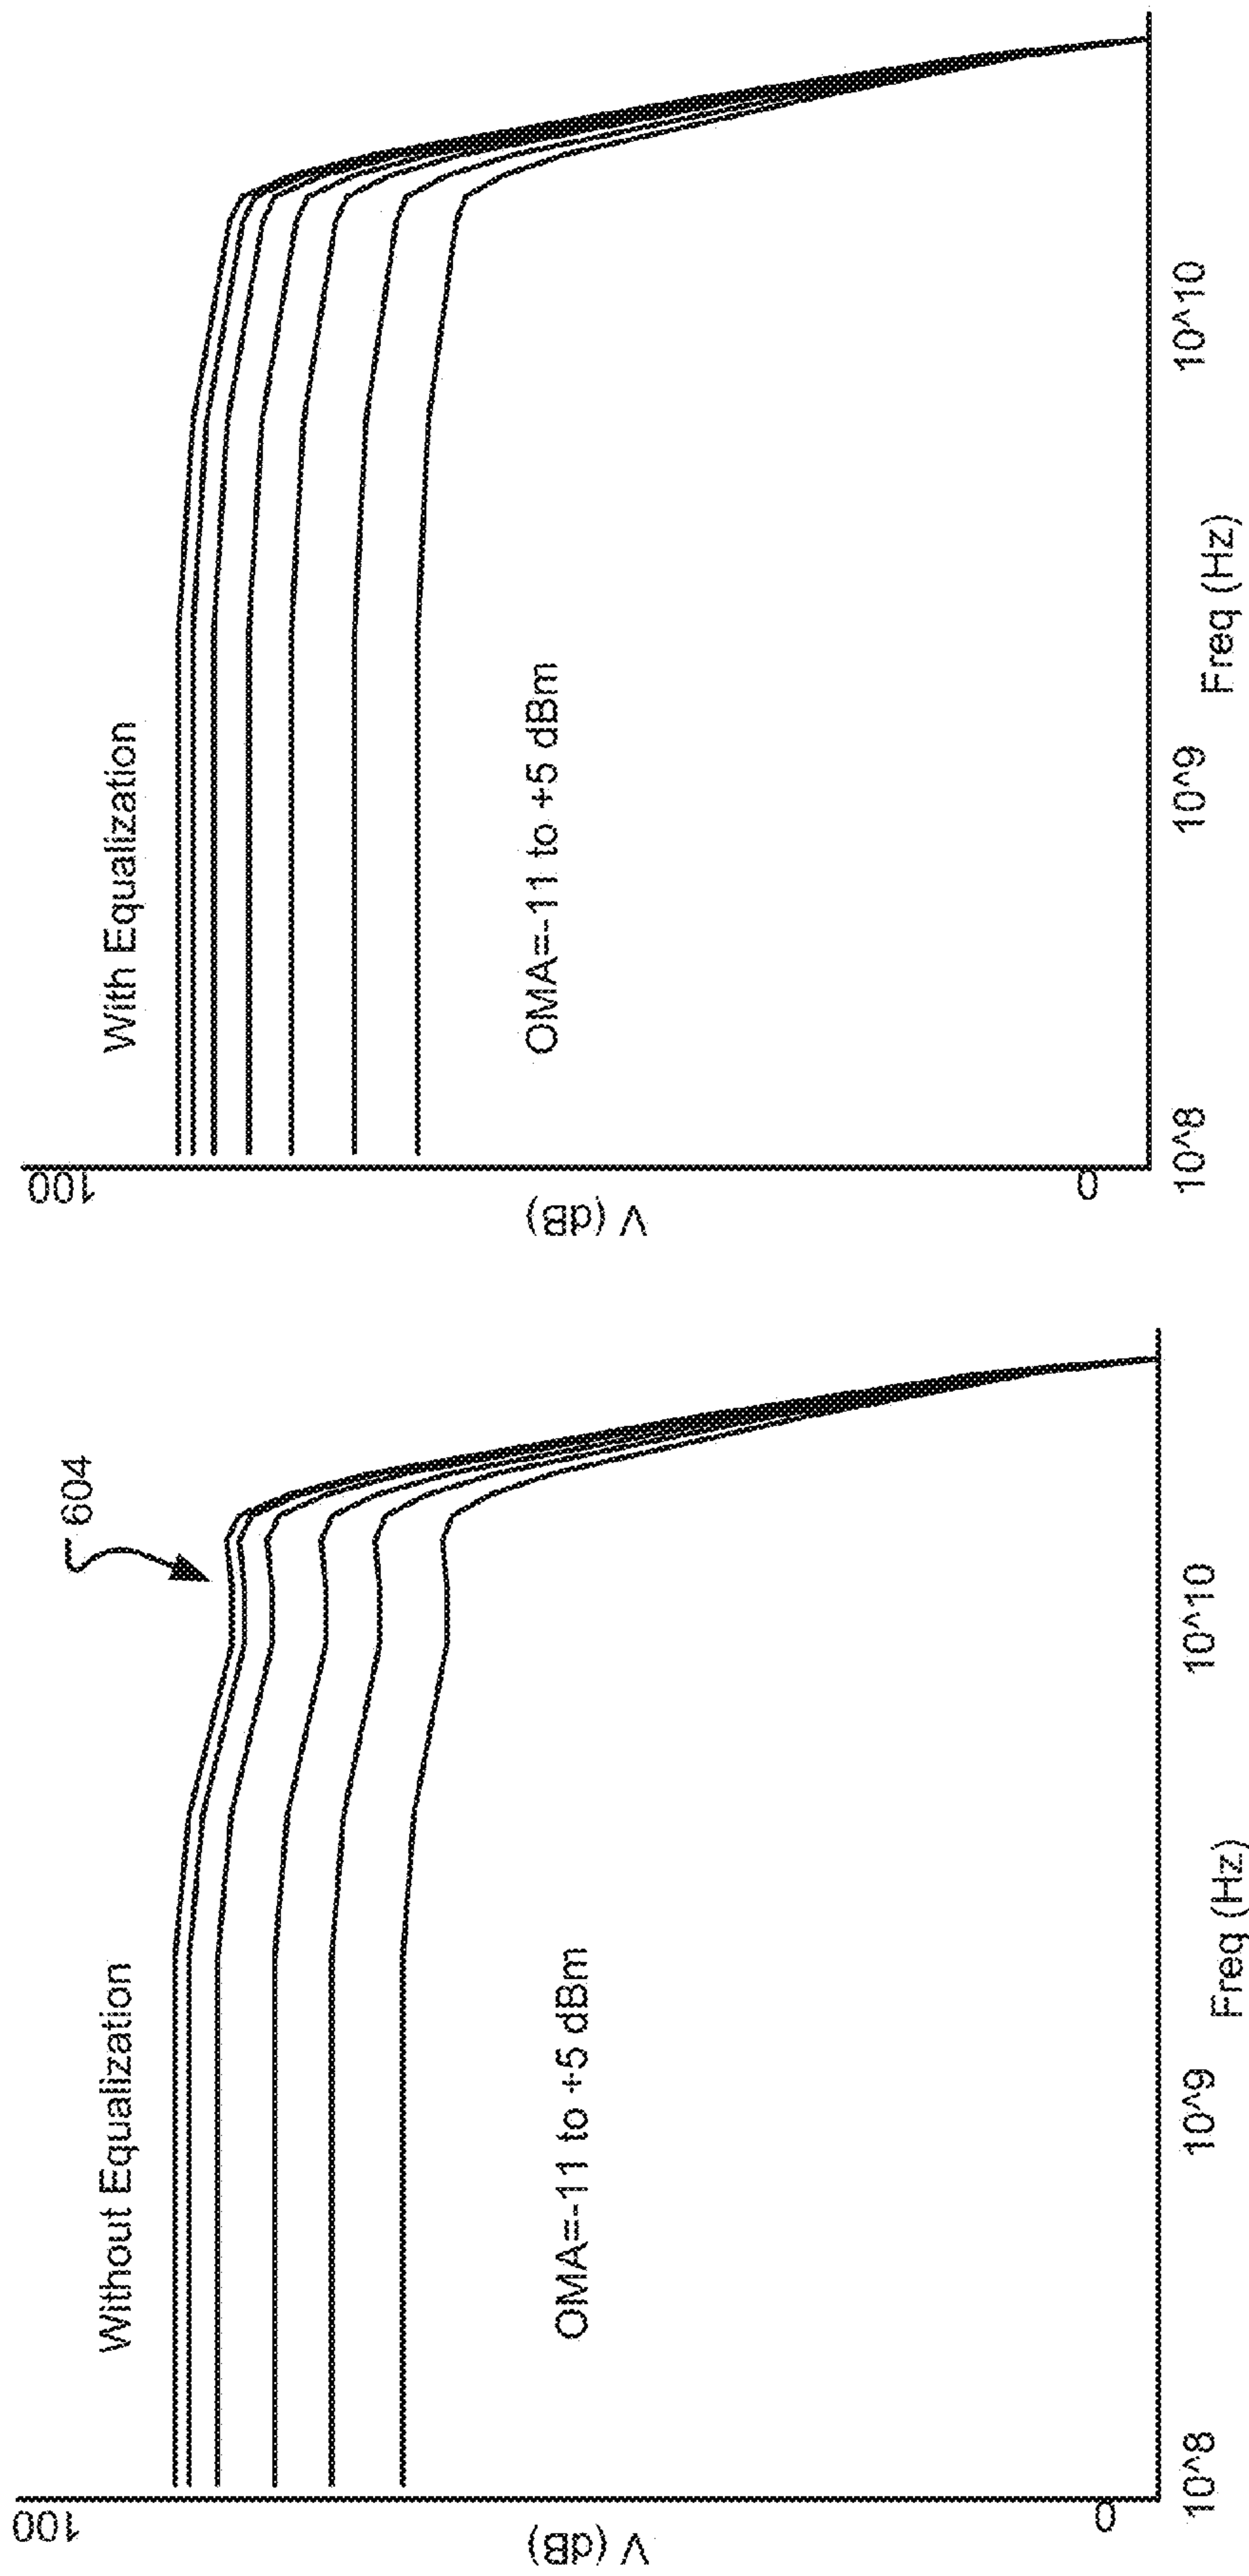 Without Equalization
604
100
V (dB)
OMA=-11 to +5 dBm
0
10^8
10^9
10^10
Freq (Hz)
With Equalization
100
V (dB)
OMA=-11 to +5 dBm
0
10^8
10^9
10^10
Freq (Hz)